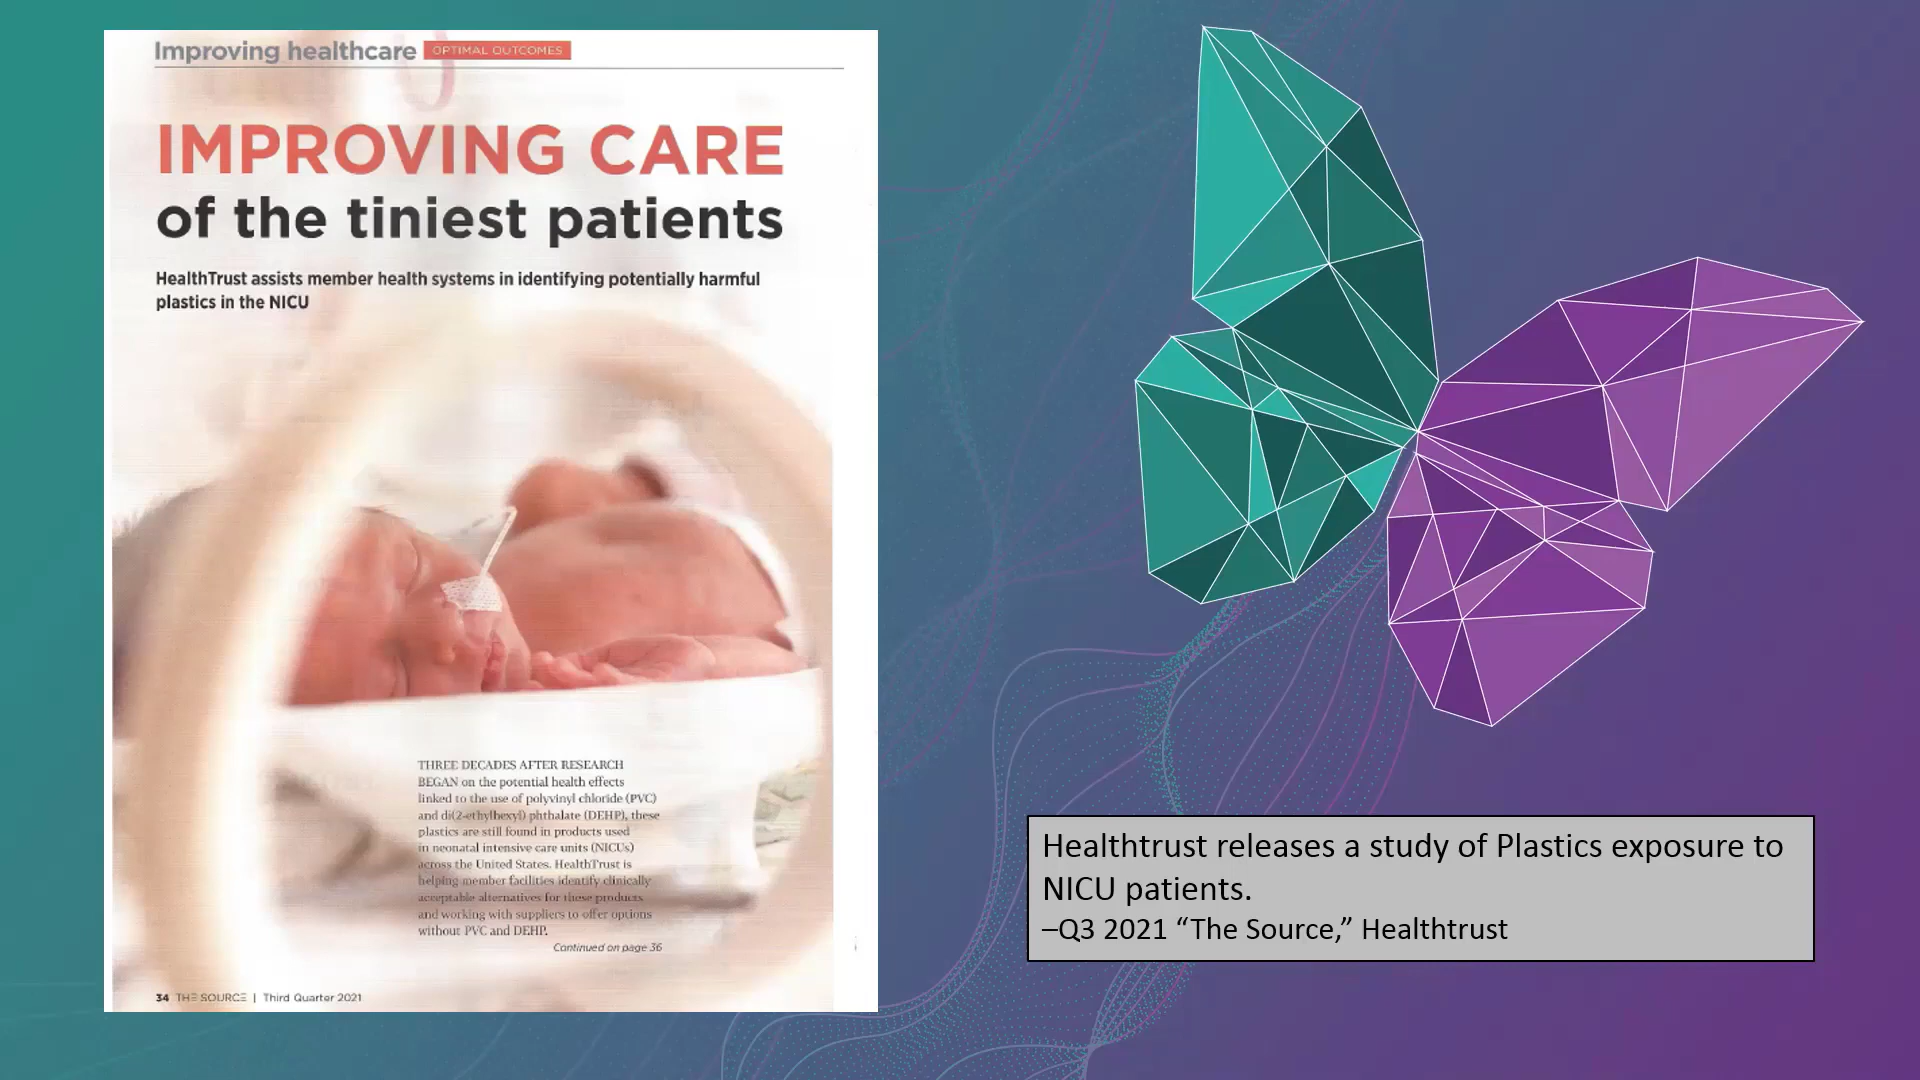 Improving healthcare OPTIMAL OUTCOMES
IMPROVING CARE
of the tiniest patients
HealthTrust assists member health systems in identifying potentially harmful
plastics in the NICU
THREE DECADES AFTER RESEARCH
BEGAN on the potential health effects
linked to the use of polyvinyl chloride (PVC)
and di(2-ethylhexyl) phthalate (DEHP), these
plastics are still found in products used
in neonatal intensive care units (NICUs)
across the United States. HealthTrust is
helping member facilities identify clinically
acceptable alternatives for these products
and working with suppliers to offer options
without PVC and DEHP.
Continued on page 36
34 THE SOURCE | Third Quarter 2021
Healthtrust releases a study of Plastics exposure to
NICU patients.
–Q3 2021 “The Source,” Healthtrust